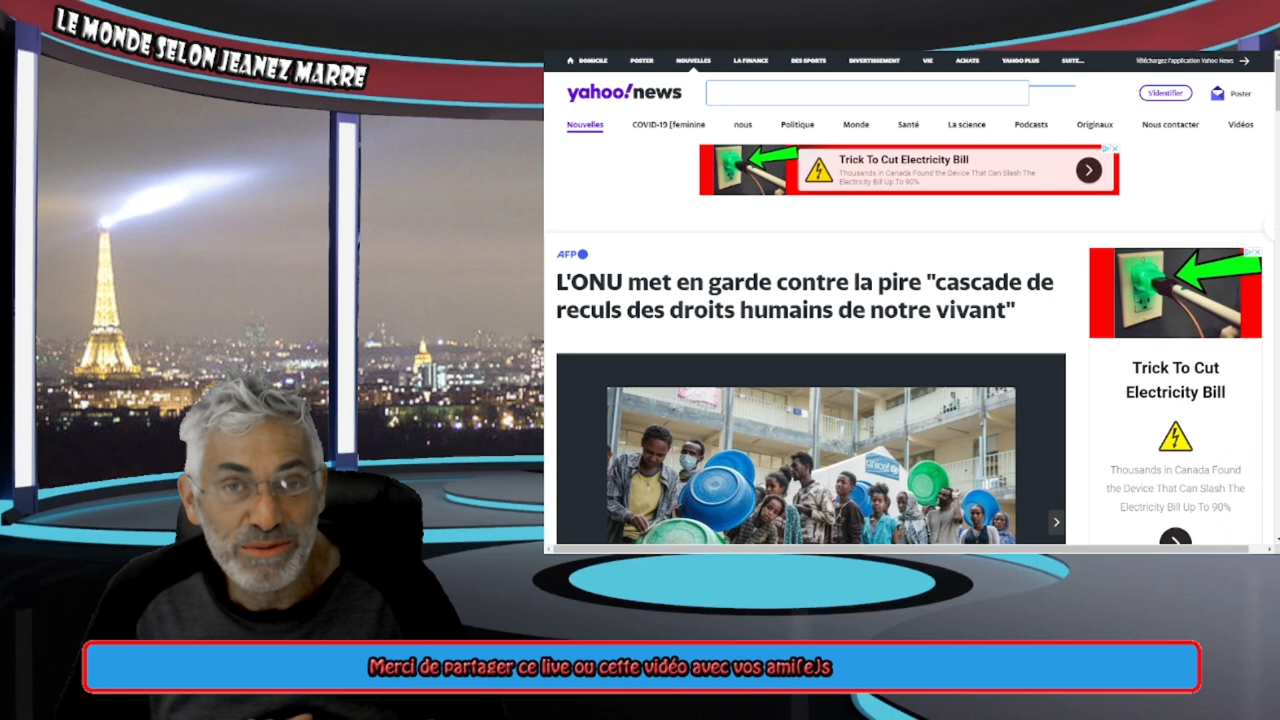 LE MONDE SELON JEANEZ MARRE
DOMICILE POSTER NOUVELLES LA FINANCE DES SPORTS DIVERTISSEMENT VIE ACHATS YAHOO PLUS SUITE... Téléchargez l'application Yahoo News
yahoo!news
S'identifier Poster
Nouvelles COVID-19 [feminine nous Politique Monde Santé La science Podcasts Originaux Nous contacter Vidéos
Trick To Cut Electricity Bill
Thousands in Canada Found the Device That Can Slash The
Electricity Bill Up To 90%
AFP
L'ONU met en garde contre la pire "cascade de
reculs des droits humains de notre vivant"
unicef
Trick To Cut
Electricity Bill
Thousands in Canada Found
the Device That Can Slash The
Electricity Bill Up To 90%
Merci de partager ce live ou cette vidéo avec vos ami(e)s